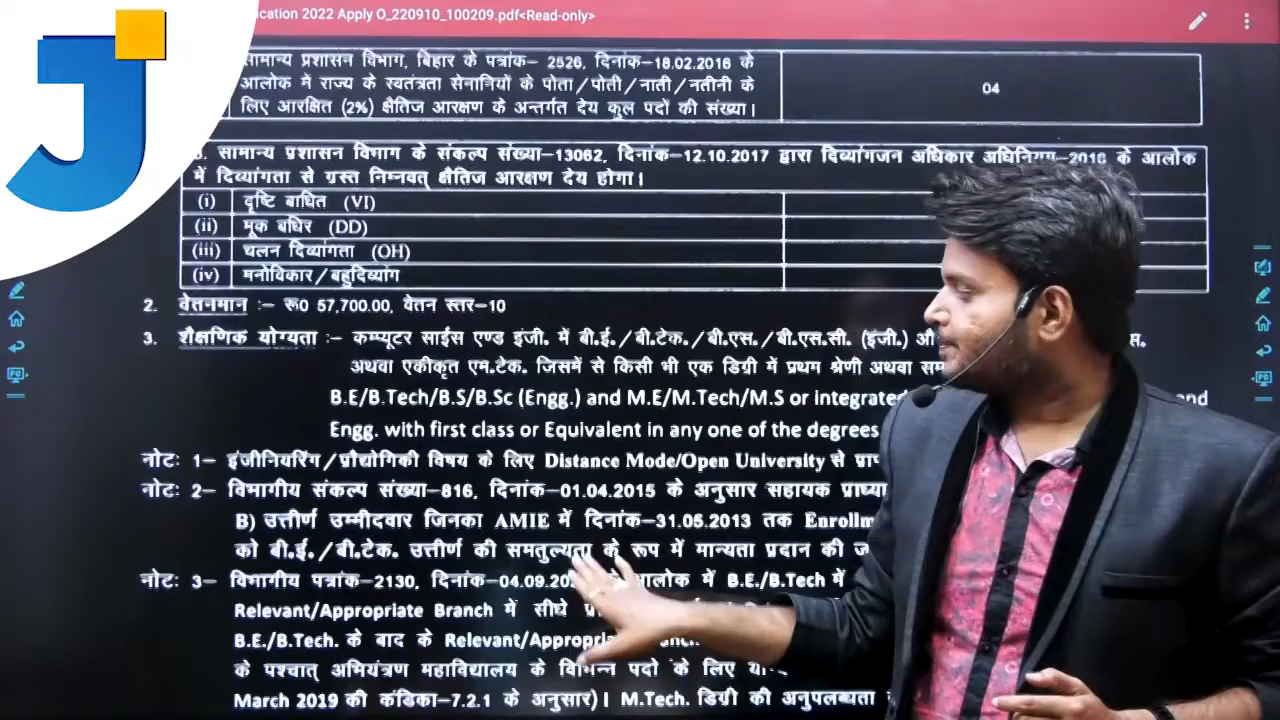 ication 2022 Apply O_220910_100209.pdf<Read-only>
सामान्य प्रशासन विभाग, बिहार के पत्रांक- 2526, दिनांक-18.02.2016 के
आलोक में राज्य के स्वतंत्रता सेनानियों के पोता/पोती/नाती/नतीनी के
लिए आरक्षित (2%) क्षैतिज आरक्षण के अन्तर्गत देय कुल पदों की संख्या।
04
सामान्य प्रशासन विभाग के संकल्प संख्या-13062, दिनांक-12.10.2017 द्वारा दिव्यांगजन अधिकार अधिनियम-2016 के आलोक
में दिव्यांगता से ग्रस्त निम्नवत् क्षैतिज आरक्षण देय होगा।
(i) दृष्टि बाधित (VI)
(ii) मूक बधिर (DD)
(iii) चलन दिव्यांगता (OH)
(iv) मनोविकार/बहुदिव्यांग
2. वेतनमान :- रू0 57,700.00, वेतन स्तर-10
3. शैक्षणिक योग्यता :- कम्प्यूटर साईंस एण्ड इंजी. में बी.ई./बी.टेक./बी.एस./बी.एस.सी. (इंजी.) औ स.
अथवा एकीकृत एम.टेक. जिसमें से किसी भी एक डिग्री में प्रथम श्रेणी अथवा सम
B.E/B.Tech/B.S/B.Sc (Engg.) and M.E/M.Tech/M.S or integrated and
Engg. with first class or Equivalent in any one of the degrees
नोटः 1- इंजीनियरिंग/प्रौद्योगिकी विषय के लिए Distance Mode/Open University से प्राप
नोटः 2- विभागीय संकल्प संख्या-816, दिनांक-01.04.2015 के अनुसार सहायक प्राध्या
B) उत्तीर्ण उम्मीदवार जिनका AMIE में दिनांक-31.05.2013 तक Enrollm
को बी.ई./बी.टेक. उत्तीर्ण की समतुल्यता के रूप में मान्यता प्रदान की ज
नोटः 3- विभागीय पत्रांक-2130, दिनांक-04.09.20 आलोक में B.E./B.Tech में
Relevant/Appropriate Branch में सीधे
B.E./B.Tech. के बाद के Relevant/Appropri
के पश्चात् अभियंत्रण महाविद्यालय के विभिन्न पदों के लिए
March 2019 की कंडिका-7.2.1 के अनुसार)। M.Tech. डिग्री की अनुपलब्धता